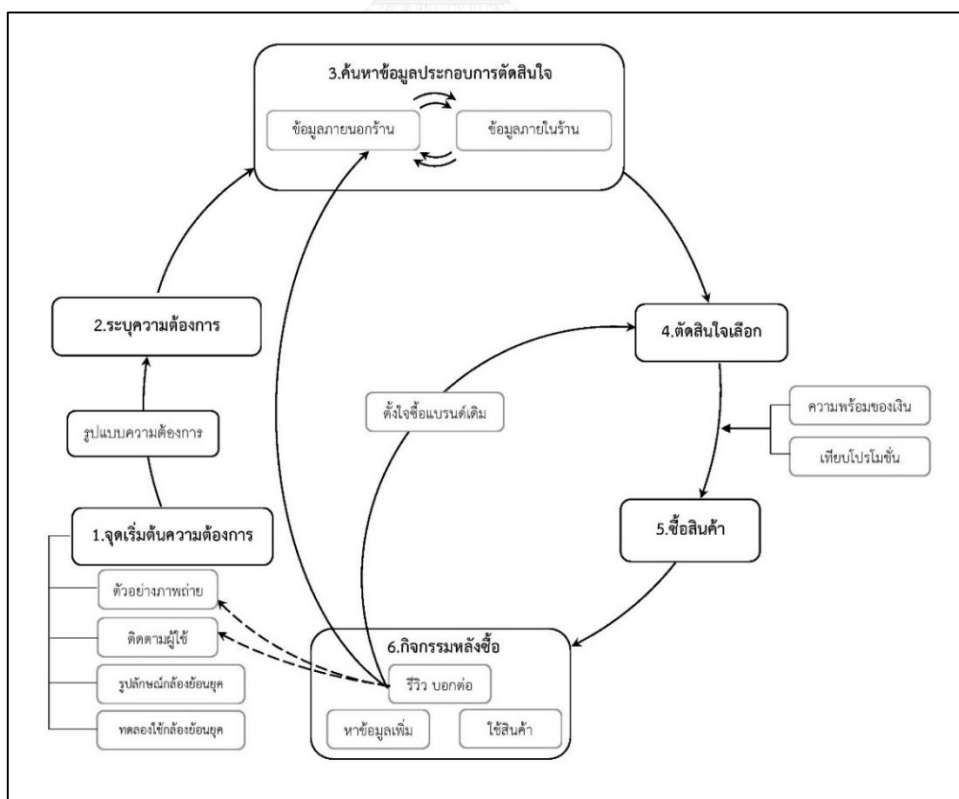 3.ค้นหาข้อมูลประกอบการตัดสินใจ
ข้อมูลภายนอกร้าน
ข้อมูลภายในร้าน
2.ระบุความต้องการ
4.ตัดสินใจเลือก
ตั้งใจซื้อแบรนด์เดิม
ความพร้อมของเงิน
รูปแบบความต้องการ
เทียบโปรโมชั่น
1.จุดเริ่มต้นความต้องการ
5.ซื้อสินค้า
ตัวอย่างภาพถ่าย
ติดตามผู้ใช้
รูปลักษณ์กล้องย้อนยุค
ทดลองใช้กล้องย้อนยุค
6.กิจกรรมหลังซื้อ
รีวิว บอกต่อ
หาข้อมูลเพิ่ม
ใช้สินค้า